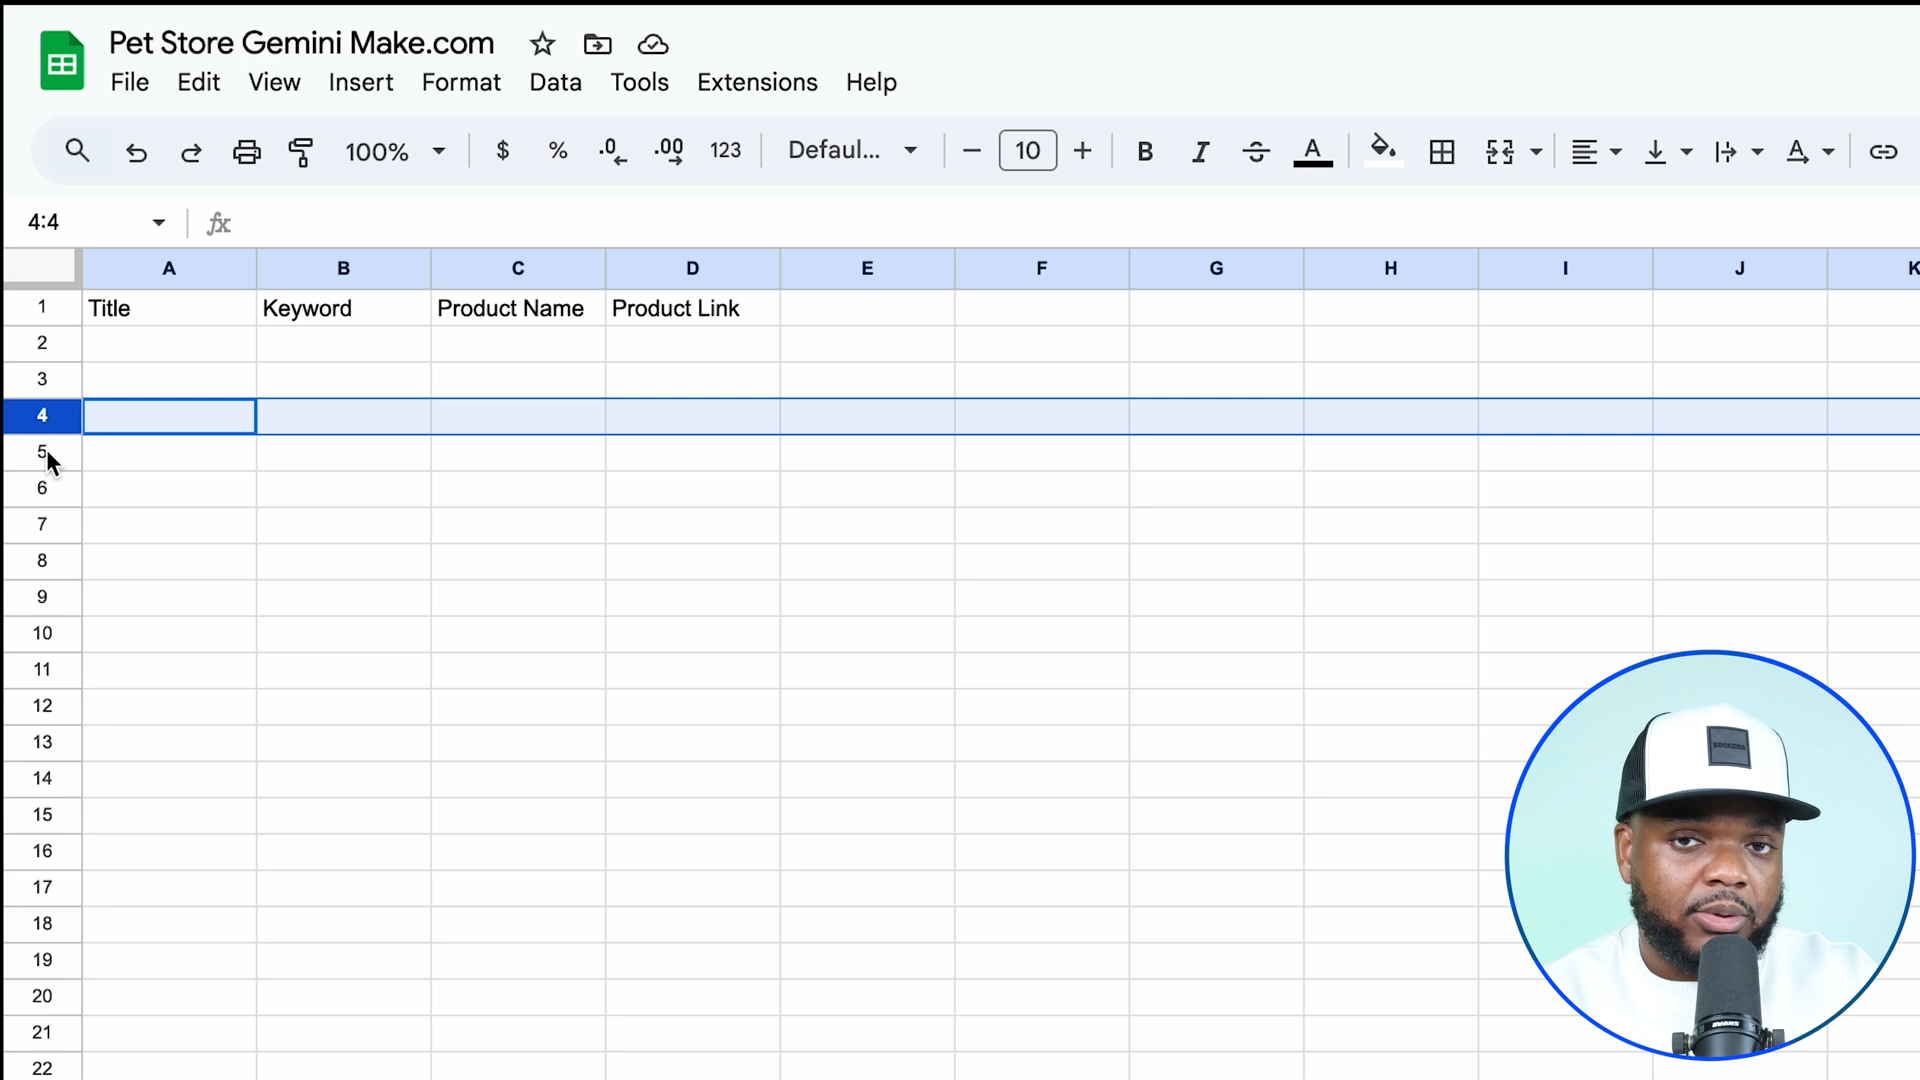 Pet Store Gemini Make.com
File Edit View Insert Format Data Tools Extensions Help
100% $ % .0 .00 123 Defaul... 10 B I A A
4:4 fx
A B C D E F G H I J K
1 Title Keyword Product Name Product Link
2
3
4
5
6
7
8
9
10
11
12
13
14
15
16
17
18
19
20
21
22
SUCCESS
SHURE